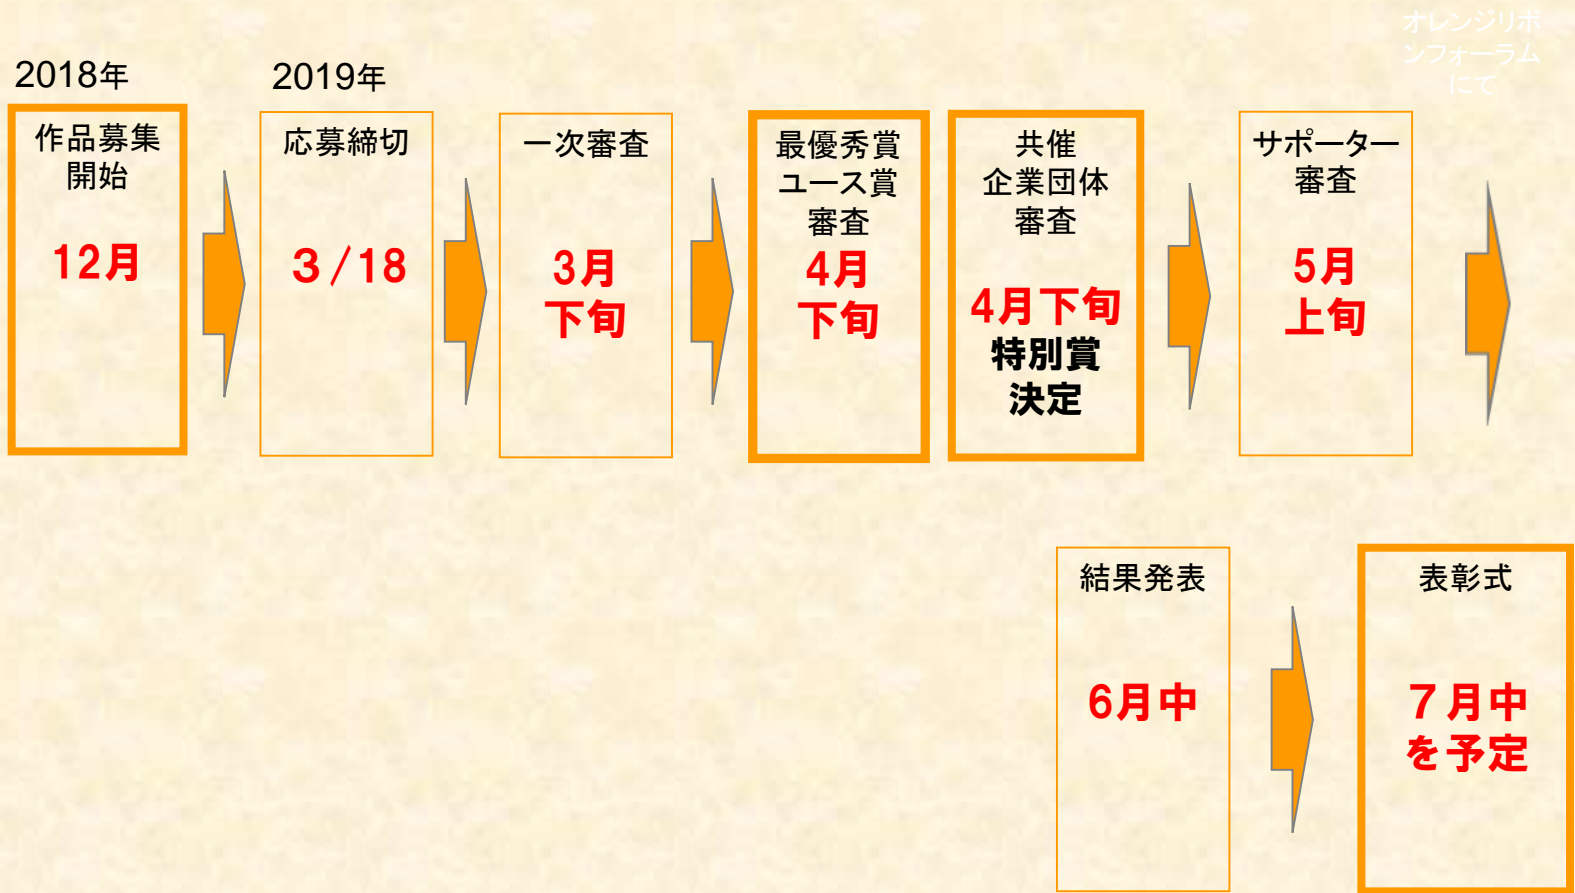 オレンジリボ
ンフォーラム
にて
2018年
2019年
作品募集
開始
12月
応募締切
３/18
一次審査
3月
下旬
最優秀賞
ユース賞
審査
4月
下旬
共催
企業団体
審査
4月下旬
特別賞
決定
サポーター
審査
5月
上旬
結果発表
6月中
表彰式
７月中
を予定